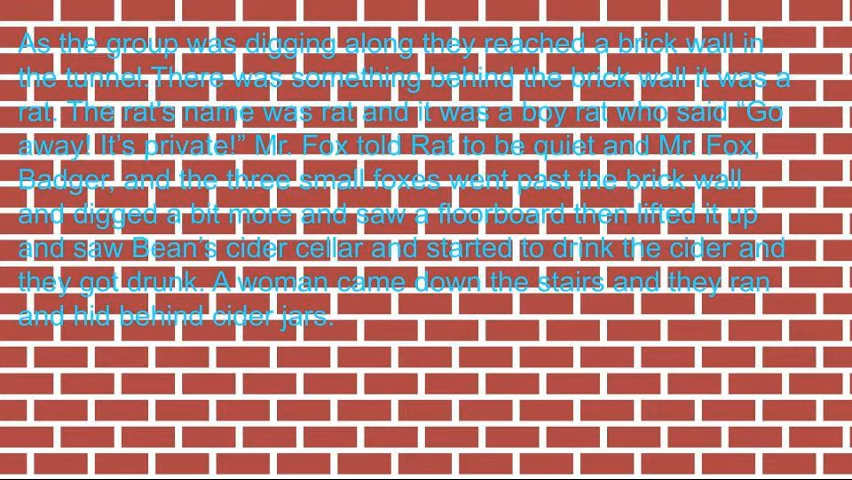 As the group was digging along they reached a brick wall in
the tunnel.There was something behind the brick wall it was a
rat. The rat's name was rat and it was a boy rat who said “Go
away! It’s private!” Mr. Fox told Rat to be quiet and Mr. Fox,
Badger, and the three small foxes went past the brick wall
and digged a bit more and saw a floorboard then lifted it up
and saw Bean’s cider cellar and started to drink the cider and
they got drunk. A woman came down the stairs and they ran
and hid behind cider jars.